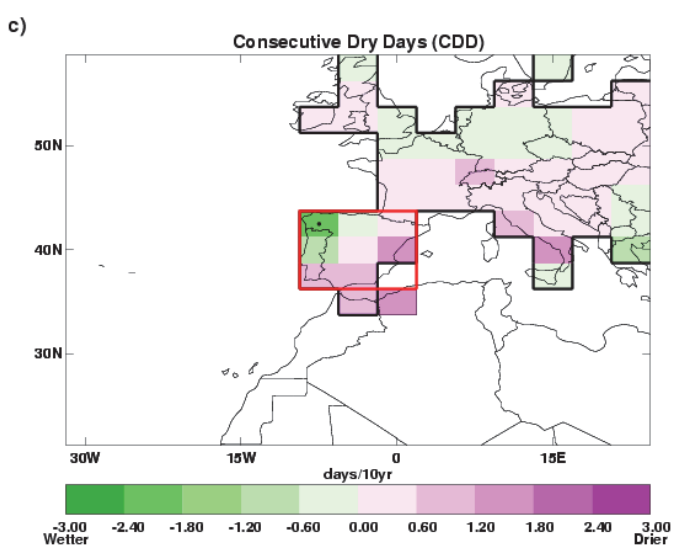 c)
Consecutive Dry Days (CDD)
50N
40N
30N
30W 15W 0 15E
days/10yr
-3.00 -2.40 -1.80 -1.20 -0.60 0.00 0.60 1.20 1.80 2.40 3.00
Wetter Drier